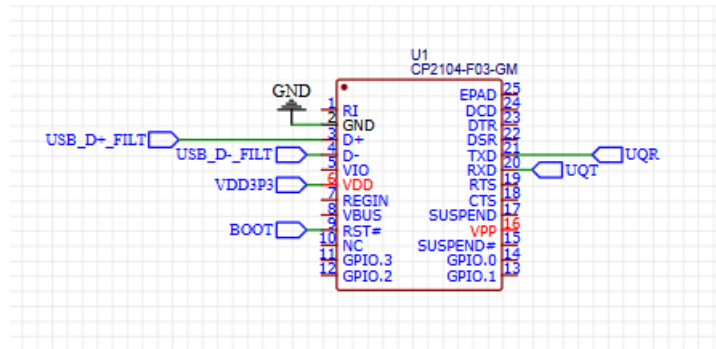 U1
CP2104-F03-GM
GND
25
EPAD
1
RI
24
DCD
2
GND
23
DTR
USB_D+_FILT
3
D+
22
DSR
USB_D-_FILT
4
D-
21
TXD
UQR
5
VIO
20
RXD
UQT
VDD3P3
6
VDD
19
RTS
7
REGIN
18
CTS
8
VBUS
17
SUSPEND
BOOT
9
RST#
16
VPP
10
NC
15
SUSPEND#
11
GPIO.3
14
GPIO.0
12
GPIO.2
13
GPIO.1